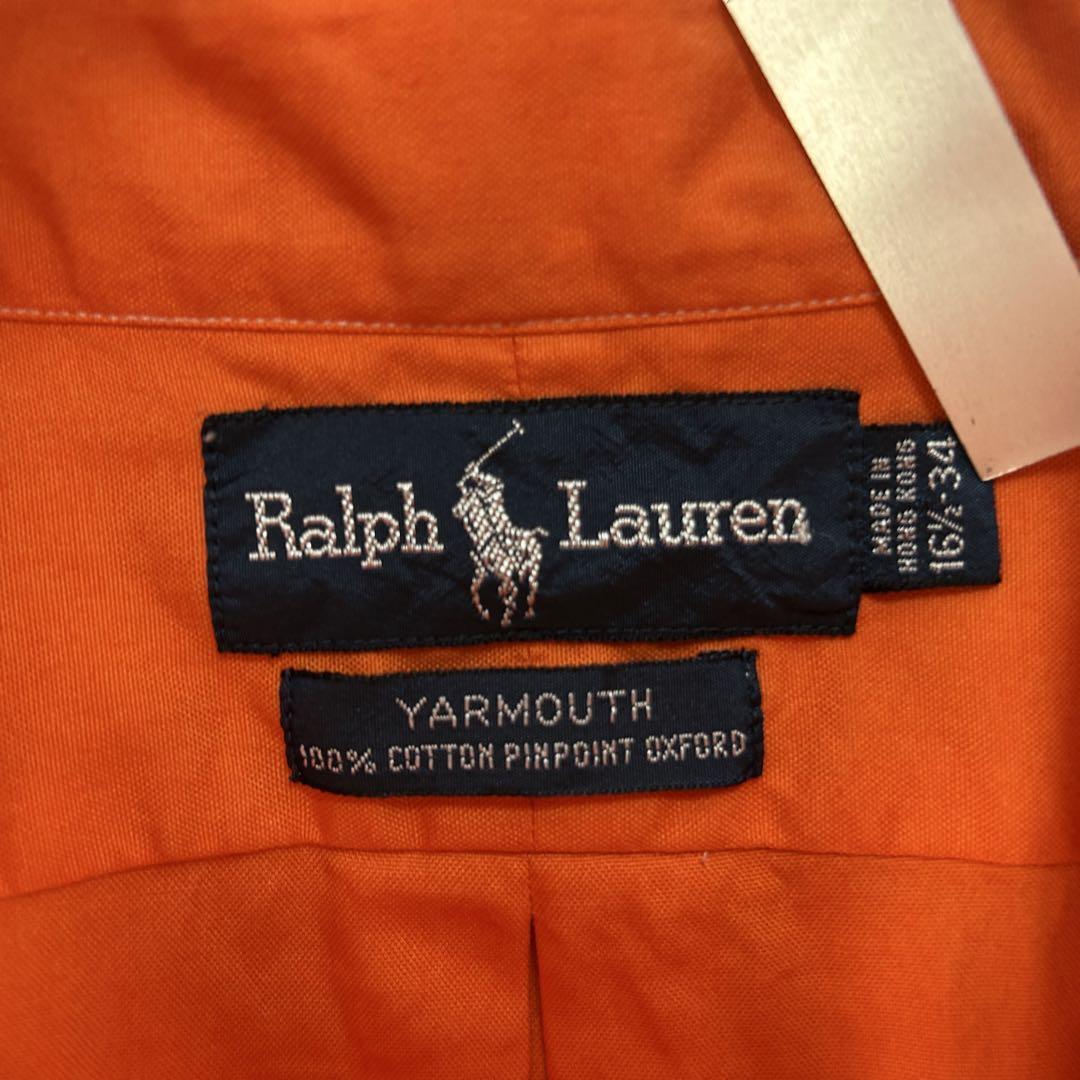 Ralph Lauren
MADE IN
HONG KONG
16½-34
YARMOUTH
100% COTTON PINPOINT OXFORD